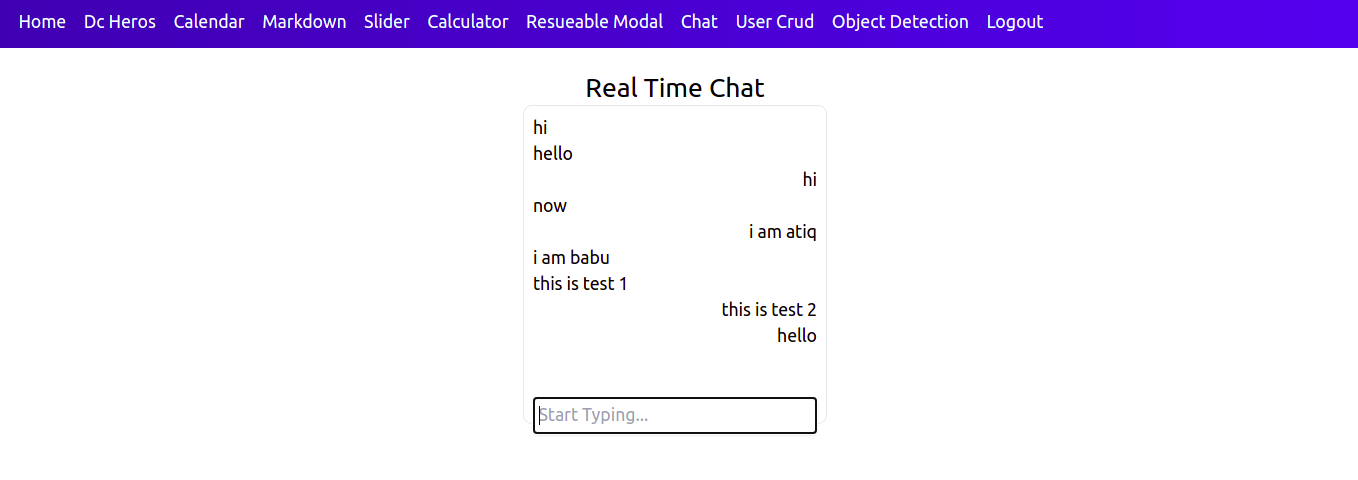 Home Dc Heros Calendar Markdown Slider Calculator Resueable Modal Chat User Crud Object Detection Logout
Real Time Chat
hi
hello
hi
now
i am atiq
i am babu
this is test 1
this is test 2
hello
Start Typing...